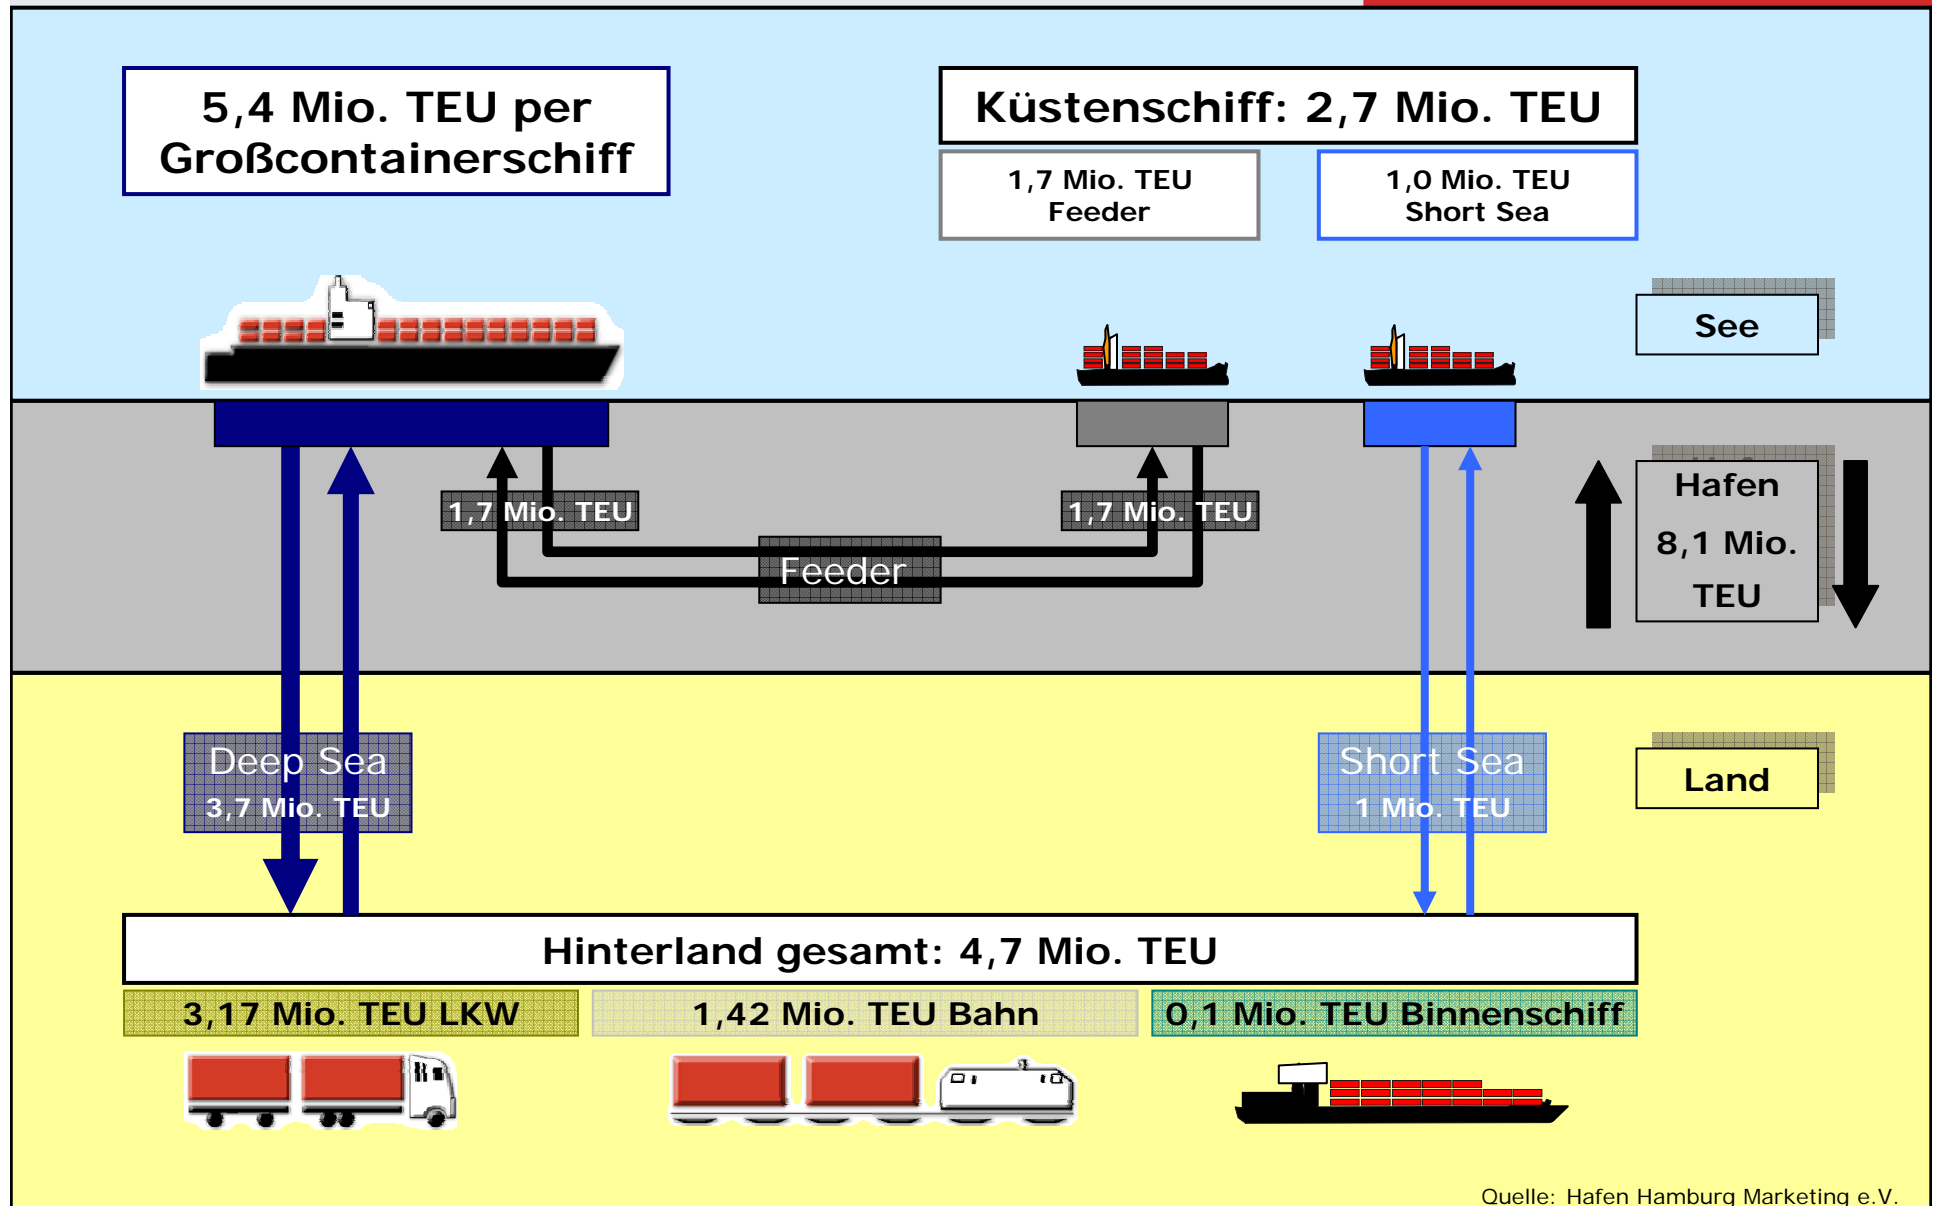 5,4 Mio. TEU per
Großcontainerschiff
Küstenschiff: 2,7 Mio. TEU
1,7 Mio. TEU
Feeder
1,0 Mio. TEU
Short Sea
See
1,7 Mio. TEU
1,7 Mio. TEU
Feeder
Hafen
8,1 Mio.
TEU
Deep Sea
3,7 Mio. TEU
Short Sea
1 Mio. TEU
Land
Hinterland gesamt: 4,7 Mio. TEU
3,17 Mio. TEU LKW
1,42 Mio. TEU Bahn
0,1 Mio. TEU Binnenschiff
Quelle: Hafen Hamburg Marketing e.V.